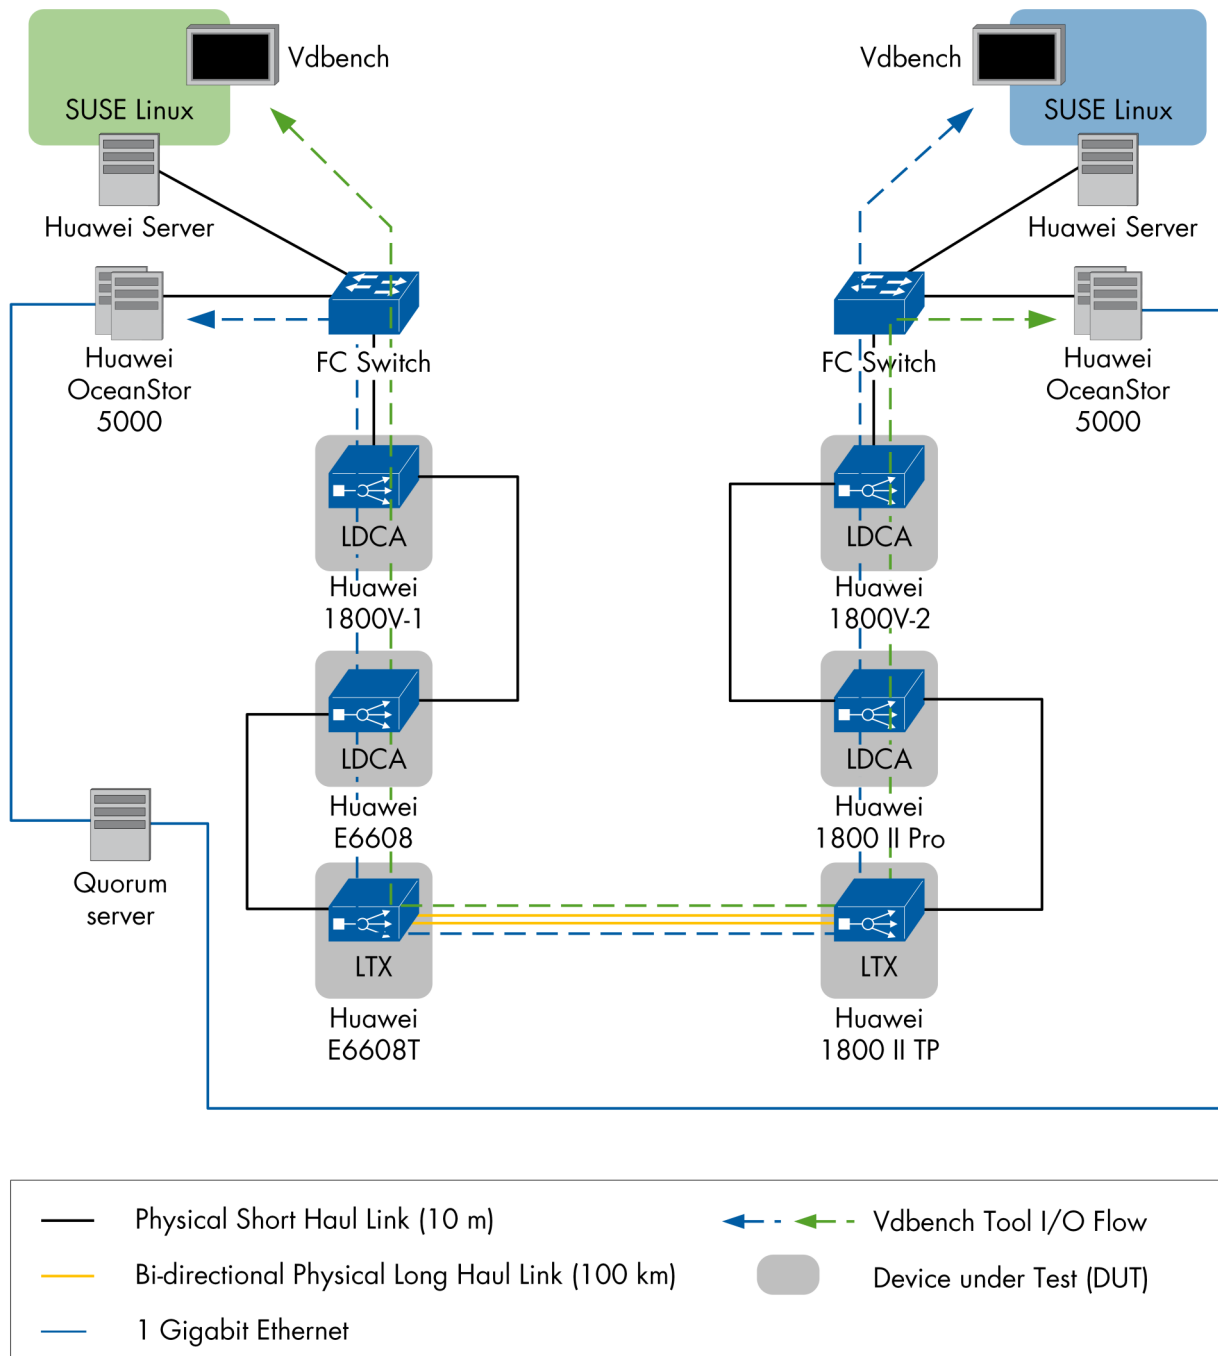 Vdbench
SUSE Linux
Huawei Server
Huawei
OceanStor
5000
FC Switch
LDCA
Huawei
1800V-1
LDCA
Huawei
E6608
LTX
Huawei
E6608T
Quorum
server
Vdbench
SUSE Linux
Huawei Server
FC Switch
Huawei
OceanStor
5000
LDCA
Huawei
1800V-2
LDCA
Huawei
1800 II Pro
LTX
Huawei
1800 II TP
Physical Short Haul Link (10 m)
Bi-directional Physical Long Haul Link (100 km)
1 Gigabit Ethernet
Vdbench Tool I/O Flow
Device under Test (DUT)